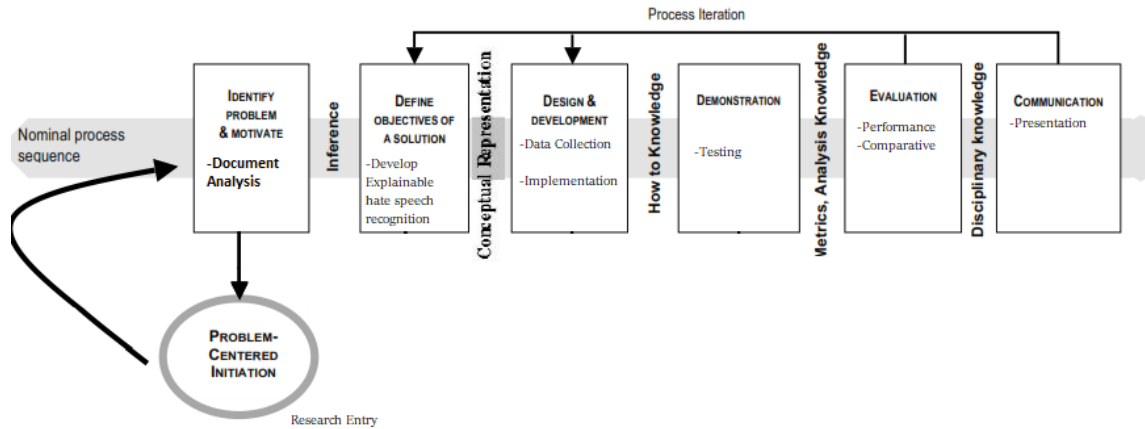 Process Iteration
Nominal process
sequence
IDENTIFY
PROBLEM
& MOTIVATE
-Document
Analysis
Inference
DEFINE
OBJECTIVES OF
A SOLUTION
-Develop
Explainable
hate speech
recognition
Conceptual Representation
DESIGN &
DEVELOPMENT
-Data Collection
-Implementation
How to Knowledge
DEMONSTRATION
-Testing
Metrics, Analysis Knowledge
EVALUATION
-Performance
-Comparative
Disciplinary knowledge
COMMUNICATION
-Presentation
PROBLEM-
CENTERED
INITIATION
Research Entry